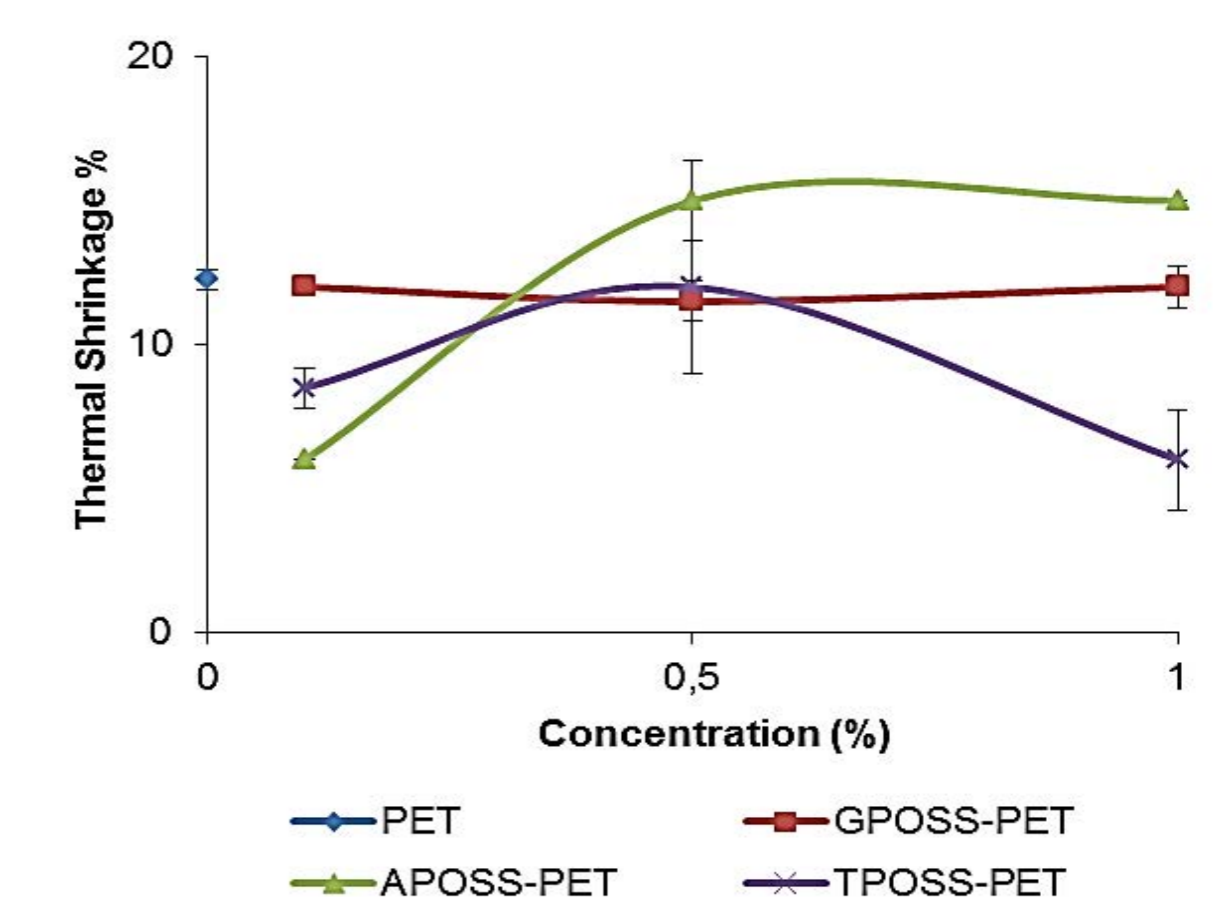 20
Thermal Shrinkage %
10
0
0 0,5 1
Concentration (%)
PET GPOSS-PET
APOSS-PET TPOSS-PET